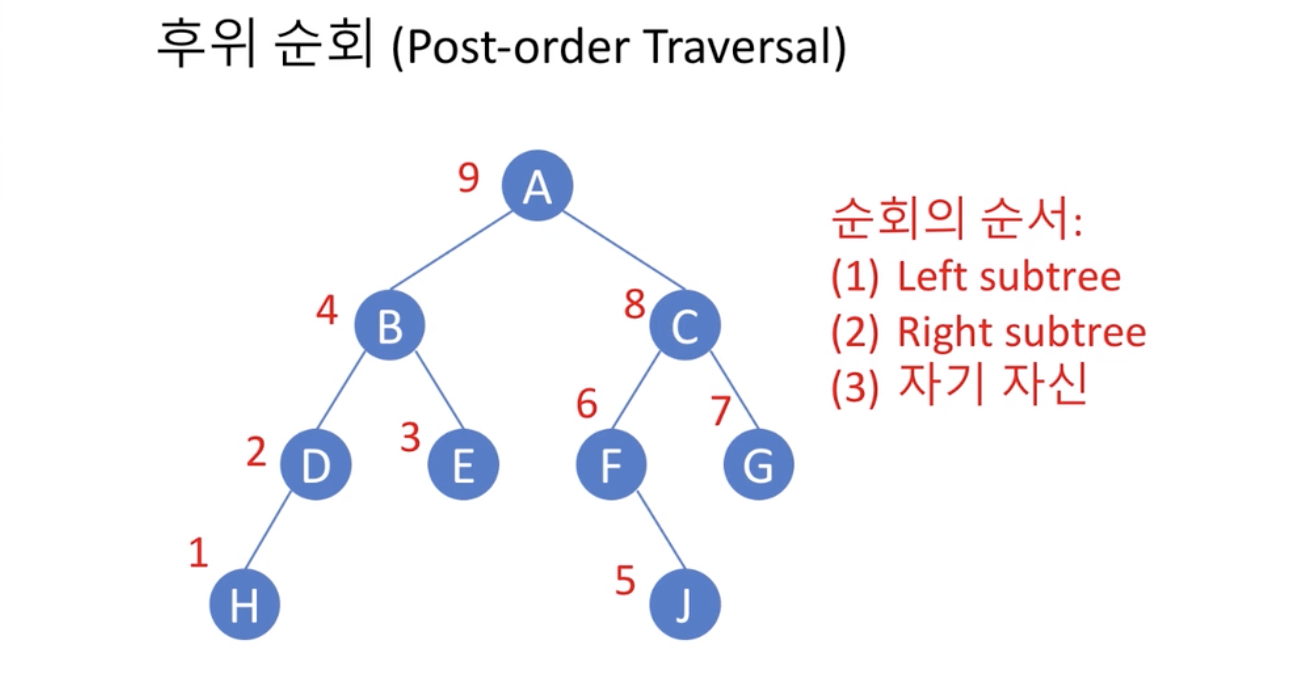 후위 순회 (Post-order Traversal)
9 A
순회의 순서:
(1) Left subtree
(2) Right subtree
(3) 자기 자신
4 B 8 C
2 D 3 E 6 F 7 G
1 H 5 J